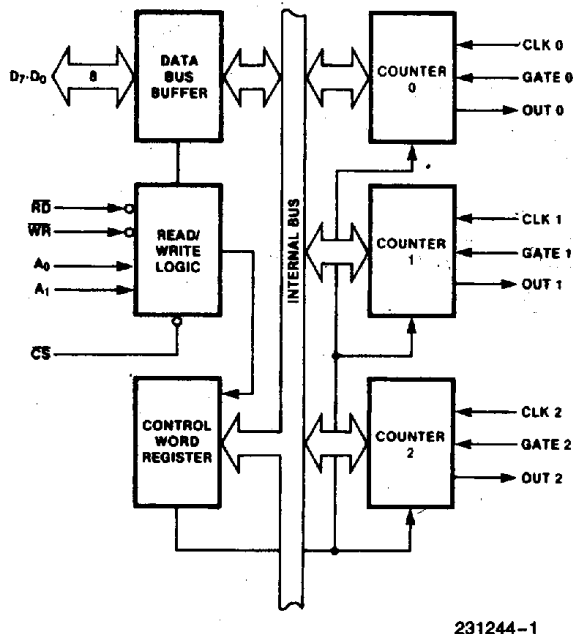 D7-D0
8
DATA
BUS
BUFFER
RD
WR
A0
A1
CS
READ/
WRITE
LOGIC
CONTROL
WORD
REGISTER
INTERNAL BUS
COUNTER
0
CLK 0
GATE 0
OUT 0
COUNTER
1
CLK 1
GATE 1
OUT 1
COUNTER
2
CLK 2
GATE 2
OUT 2
231244-1